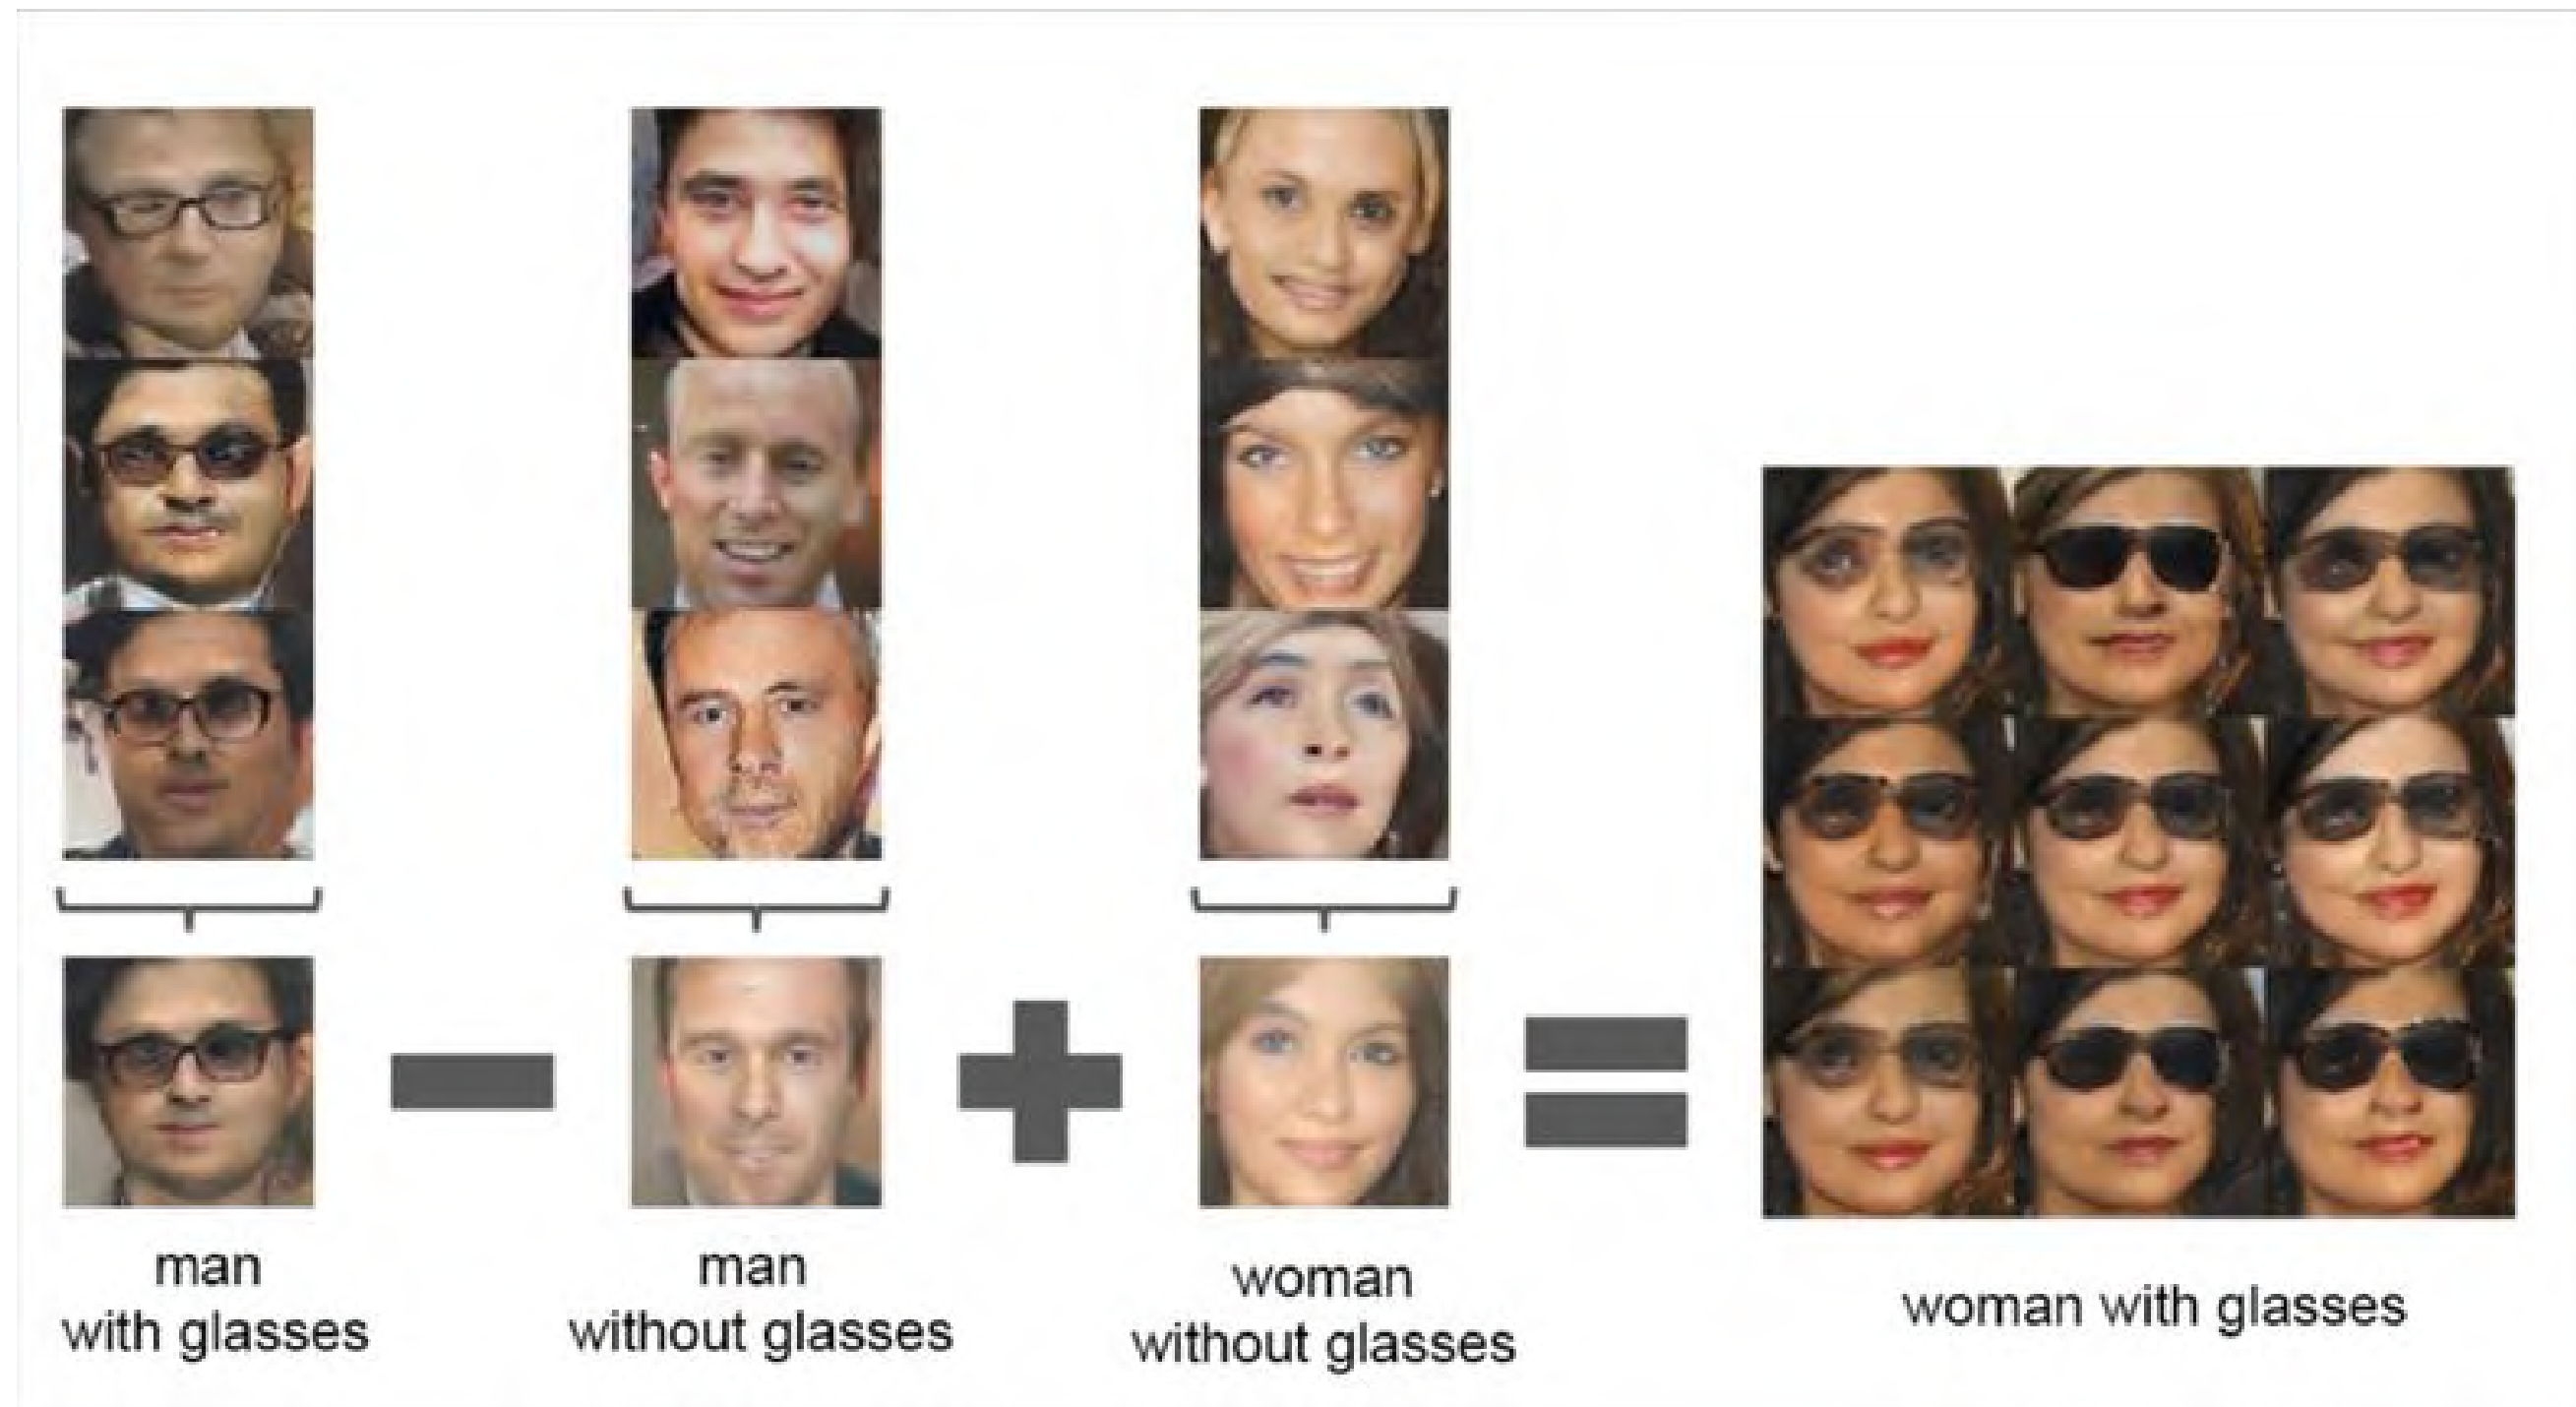 man
with glasses
man
without glasses
woman
without glasses
woman with glasses